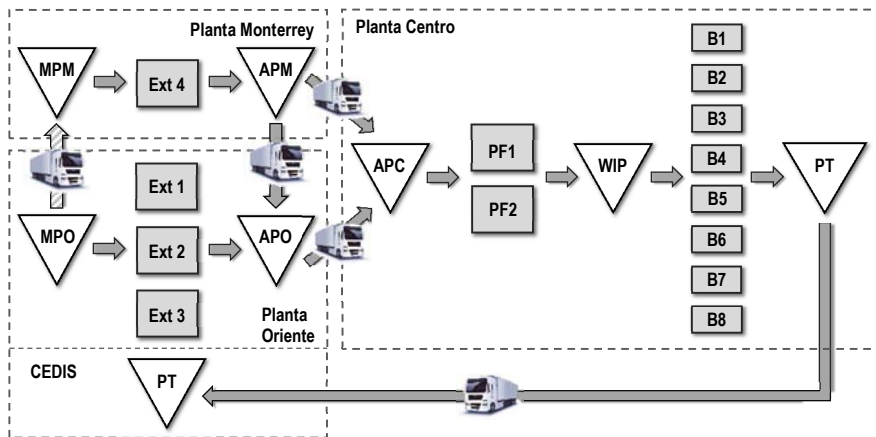 Planta Monterrey
MPM
Ext 4
APM
Planta Centro
B1
B2
B3
B4
B5
B6
B7
B8
APC
PF1
PF2
WIP
PT
Ext 1
MPO
Ext 2
APO
Ext 3
Planta
Oriente
CEDIS
PT